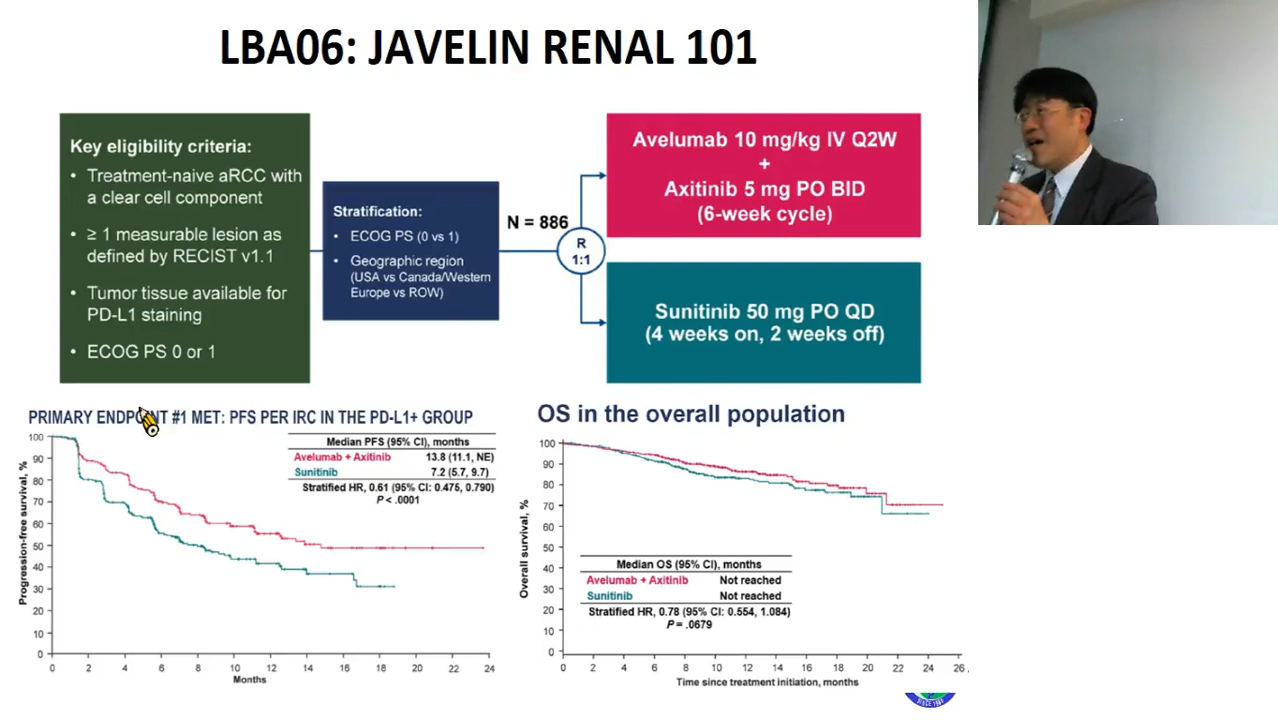 LBA06: JAVELIN RENAL 101
Key eligibility criteria:
• Treatment-naive aRCC with
a clear cell component
• ≥ 1 measurable lesion as
defined by RECIST v1.1
• Tumor tissue available for
PD-L1 staining
• ECOG PS 0 or 1
Stratification:
• ECOG PS (0 vs 1)
• Geographic region
(USA vs Canada/Western
Europe vs ROW)
N = 886
R
1:1
Avelumab 10 mg/kg IV Q2W
+
Axitinib 5 mg PO BID
(6-week cycle)
Sunitinib 50 mg PO QD
(4 weeks on, 2 weeks off)
PRIMARY ENDPOINT #1 MET: PFS PER IRC IN THE PD-L1+ GROUP
Progression-free survival, %
100
90
80
70
60
50
40
30
20
10
0
Median PFS (95% CI), months
Avelumab + Axitinib 13.8 (11.1, NE)
Sunitinib 7.2 (5.7, 9.7)
Stratified HR, 0.61 (95% CI: 0.475, 0.790)
P < .0001
0 2 4 6 8 10 12 14 16 18 20 22 24
Months
OS in the overall population
Overall survival, %
100
90
80
70
60
50
40
30
20
10
0
Median OS (95% CI), months
Avelumab + Axitinib Not reached
Sunitinib Not reached
Stratified HR, 0.78 (95% CI: 0.554, 1.084)
P = .0679
0 2 4 6 8 10 12 14 16 18 20 22 24 26
Time since treatment initiation, months